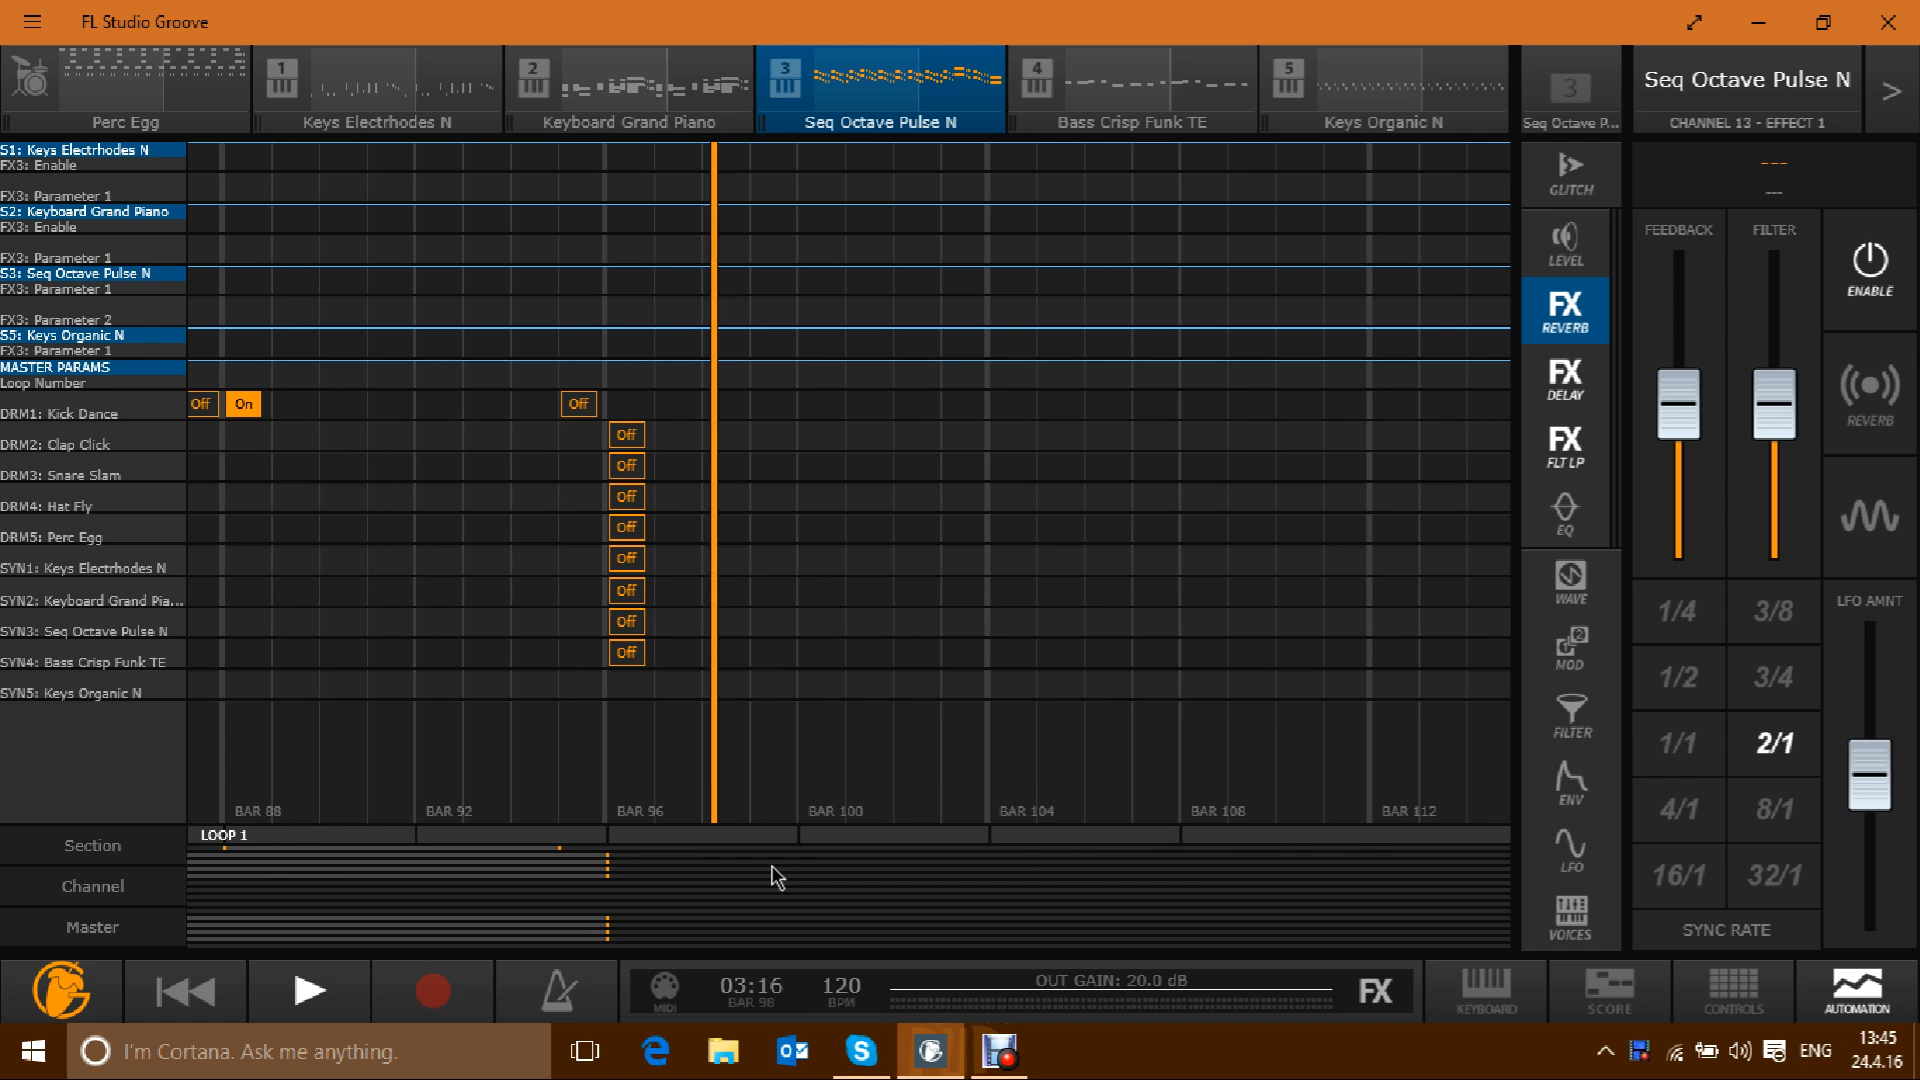 FL Studio Groove
Perc Egg
1
Keys Electrhodes N
2
Keyboard Grand Piano
3
Seq Octave Pulse N
4
Bass Crisp Funk TE
5
Keys Organic N
3
Seq Octave P...
Seq Octave Pulse N
CHANNEL 13 - EFFECT 1
>
S1: Keys Electrhodes N
FX3: Enable
FX3: Parameter 1
S2: Keyboard Grand Piano
FX3: Enable
FX3: Parameter 1
S3: Seq Octave Pulse N
FX3: Parameter 1
FX3: Parameter 2
S5: Keys Organic N
FX3: Parameter 1
MASTER PARAMS
Loop Number
DRM1: Kick Dance
Off On Off
DRM2: Clap Click
Off
DRM3: Snare Slam
Off
DRM4: Hat Fly
Off
DRM5: Perc Egg
Off
SYN1: Keys Electrhodes N
Off
SYN2: Keyboard Grand Pia...
Off
SYN3: Seq Octave Pulse N
Off
SYN4: Bass Crisp Funk TE
Off
SYN5: Keys Organic N
BAR 88 BAR 92 BAR 96 BAR 100 BAR 104 BAR 108 BAR 112
Section
LOOP 1
Channel
Master
GLITCH
LEVEL
FX
REVERB
FX
DELAY
FX
FLT LP
EQ
WAVE
1 2
MOD
FILTER
ENV
LFO
VOICES
---
---
FEEDBACK FILTER
ENABLE
REVERB
LFO AMNT
1/4 3/8
1/2 3/4
1/1 2/1
4/1 8/1
16/1 32/1
SYNC RATE
MIDI
03:16
BAR 98
120
BPM
OUT GAIN: 20.0 dB
FX
KEYBOARD
SCORE
CONTROLS
AUTOMATION
I'm Cortana. Ask me anything.
ENG
13:45
24.4.16